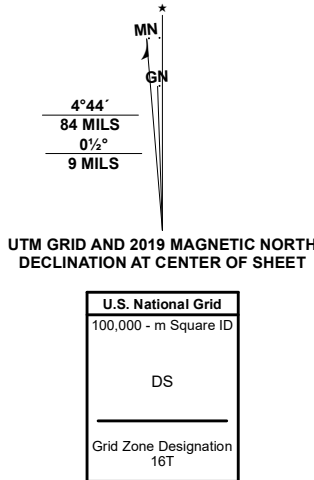 ★
MN
GN
4°44´
84 MILS
0½°
9 MILS
UTM GRID AND 2019 MAGNETIC NORTH
DECLINATION AT CENTER OF SHEET
U.S. National Grid
100,000 - m Square ID
DS
Grid Zone Designation
16T